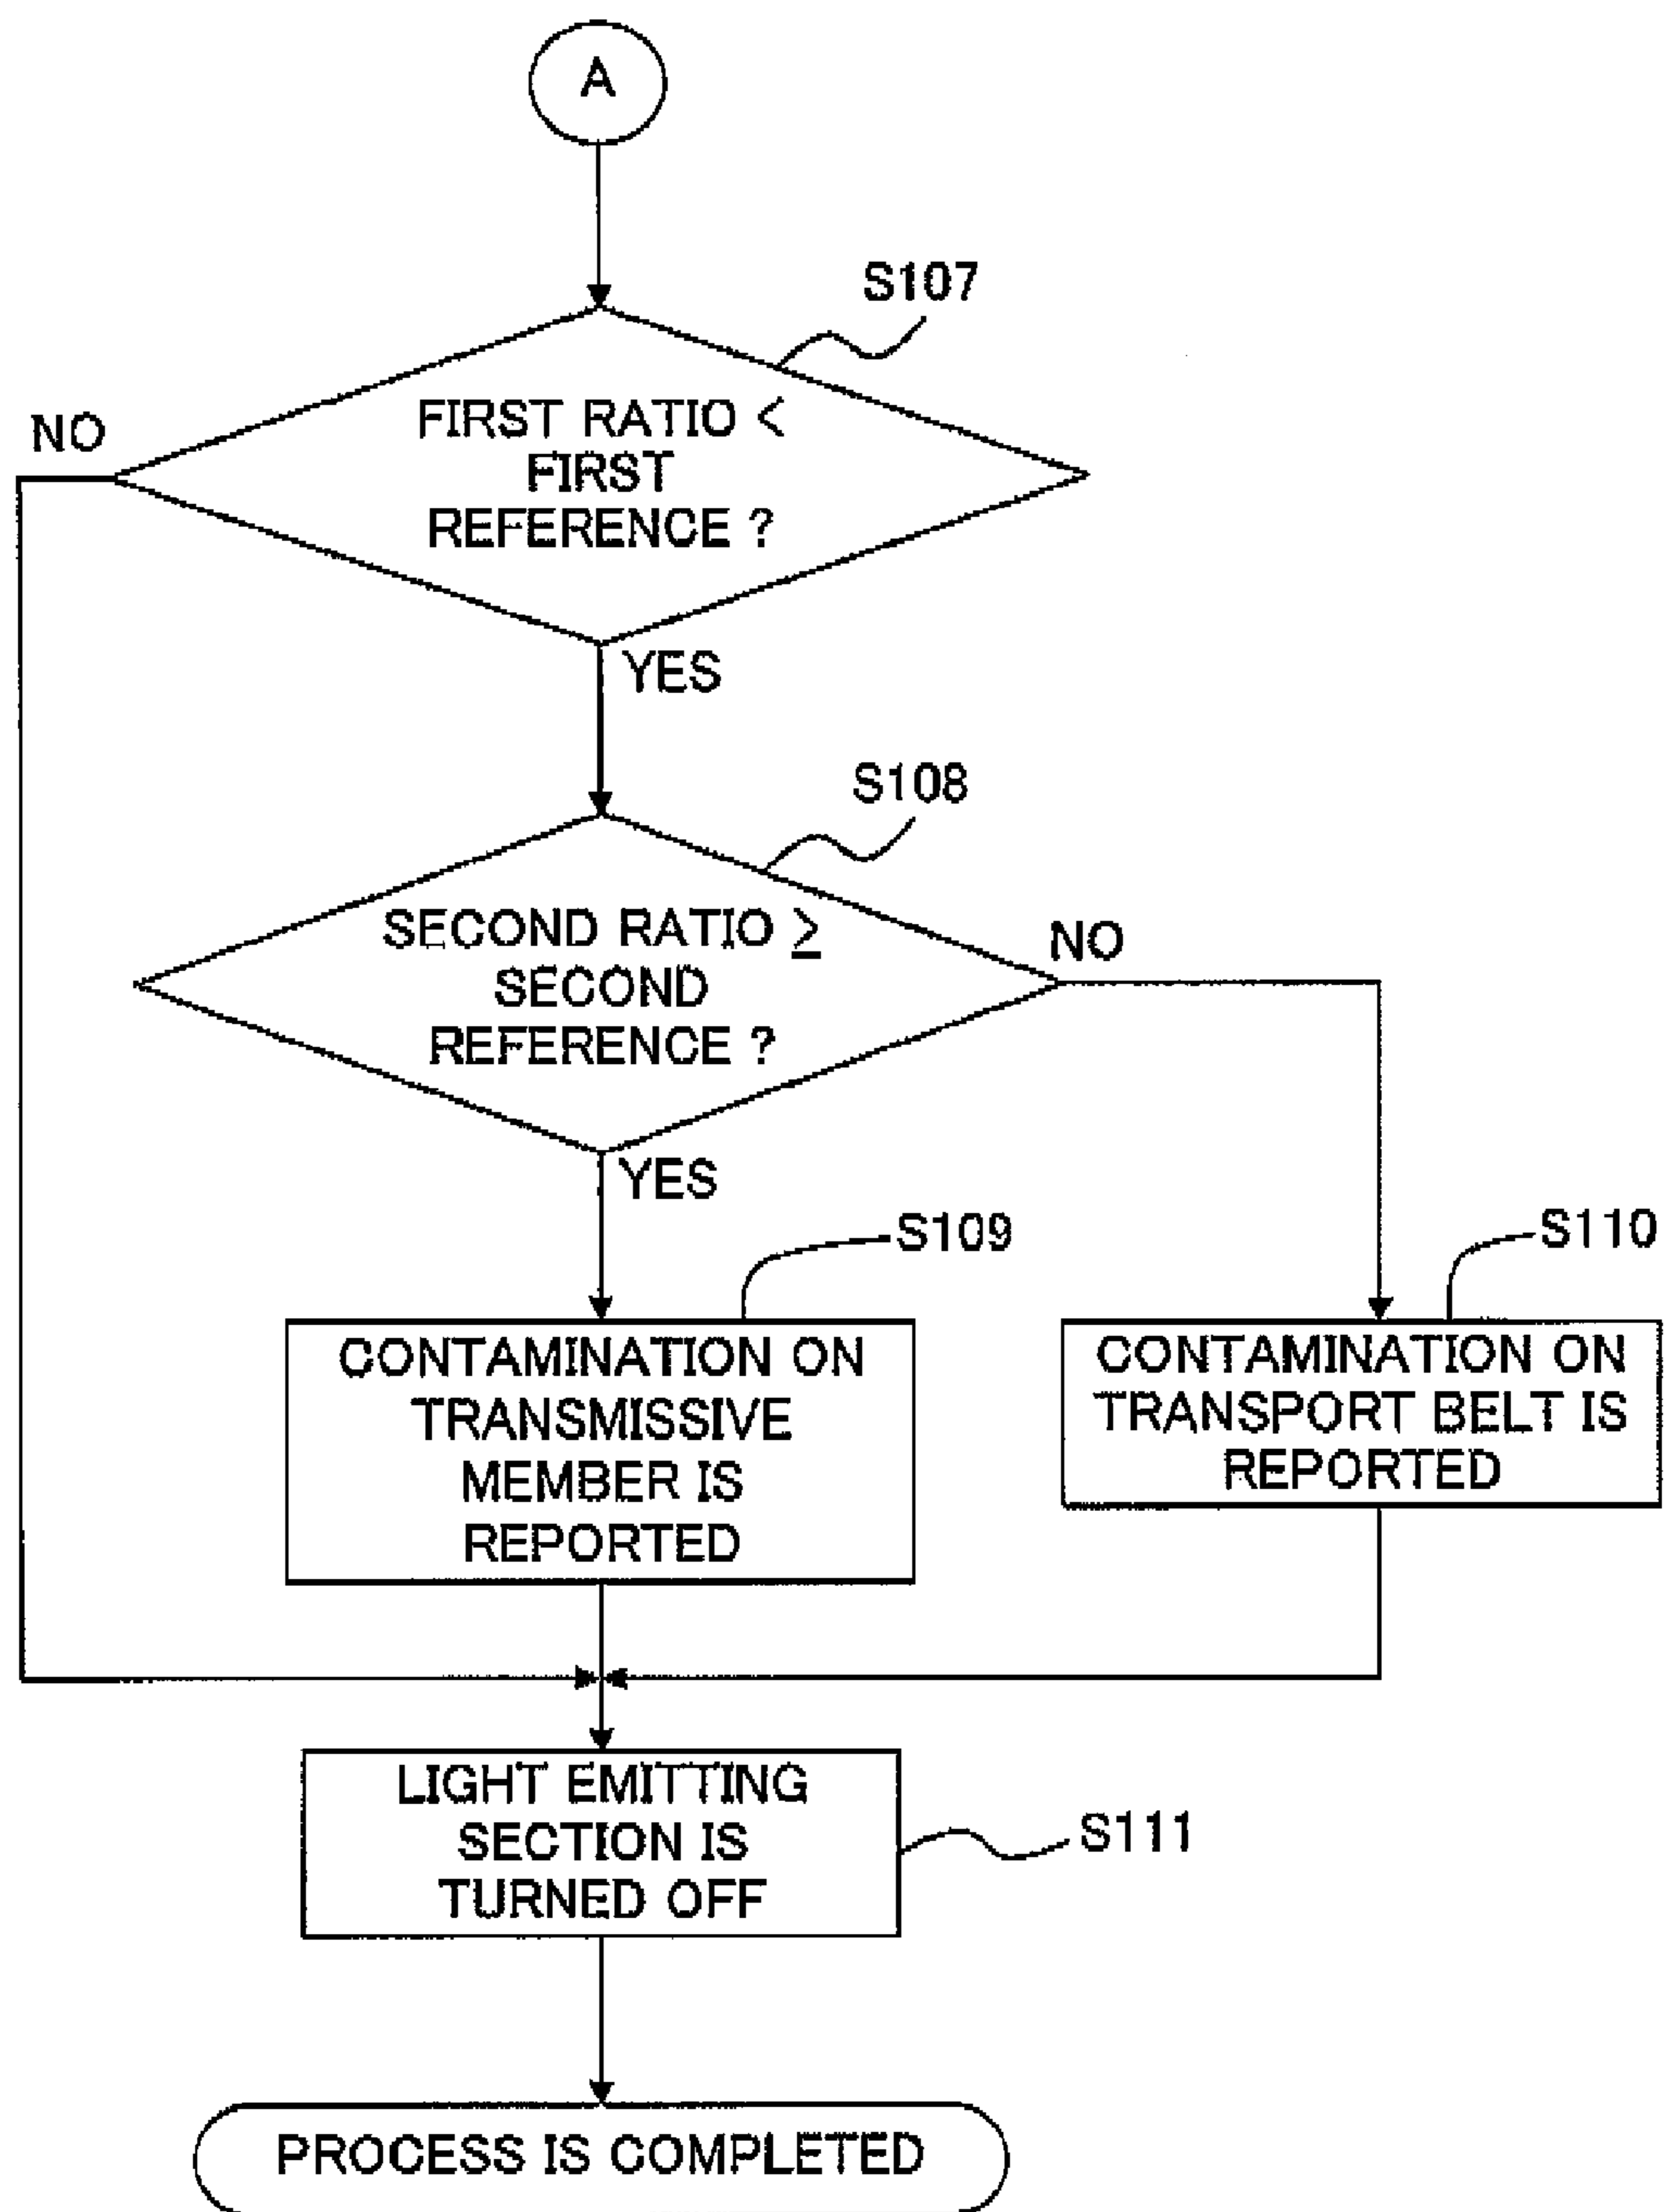 A
S107
NO
FIRST RATIO <
FIRST
REFERENCE ?
YES
S108
SECOND RATIO ≥
SECOND
REFERENCE ?
NO
YES
S109
S110
CONTAMINATION ON
TRANSMISSIVE
MEMBER IS
REPORTED
CONTAMINATION ON
TRANSPORT BELT IS
REPORTED
LIGHT EMITTING
SECTION IS
TURNED OFF
S111
PROCESS IS COMPLETED